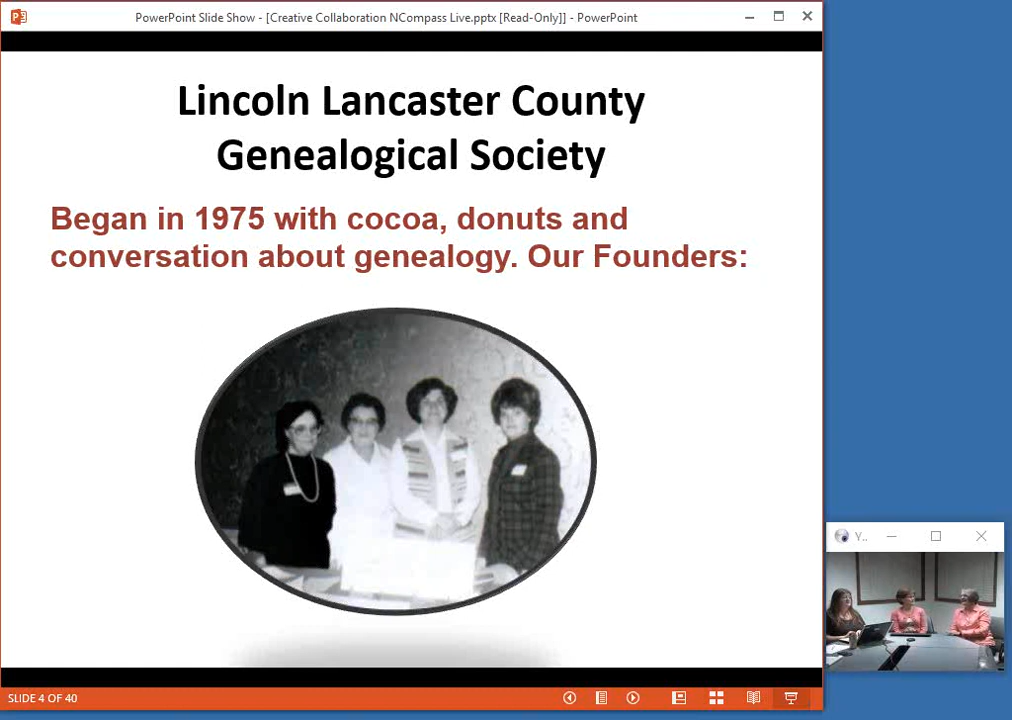 PowerPoint Slide Show - [Creative Collaboration NCompass Live.pptx [Read-Only]] - PowerPoint
Lincoln Lancaster County
Genealogical Society
Began in 1975 with cocoa, donuts and
conversation about genealogy. Our Founders:
Y..
SLIDE 4 OF 40